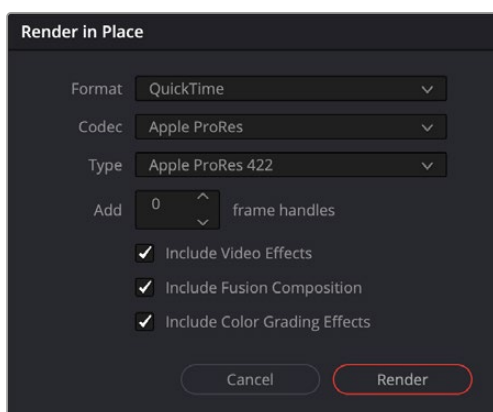 Render in Place
Format QuickTime
Codec Apple ProRes
Type Apple ProRes 422
Add 0 frame handles
Include Video Effects
Include Fusion Composition
Include Color Grading Effects
Cancel Render